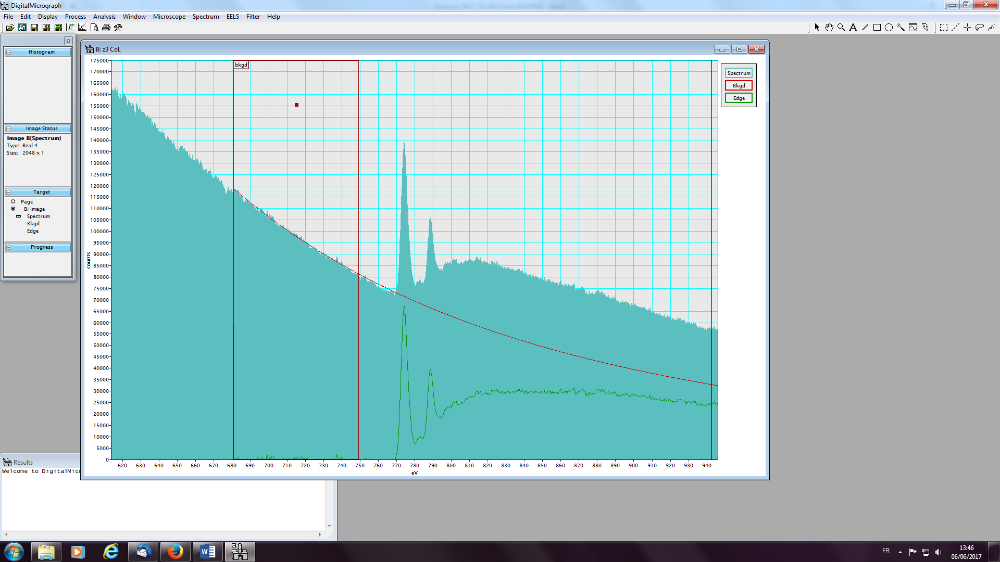 DigitalMicrograph
File Edit Display Process Analysis Window Microscope Spectrum EELS Filter Help
Histogram
Image Status
Image B{Spectrum}
Type: Real 4
Size: 2048 x 1
Target
Page
B: Image
Spectrum
Bkgd
Edge
Progress
B: z3 CoL
bkgd
175000
170000
165000
160000
155000
150000
145000
140000
135000
130000
125000
120000
115000
110000
105000
100000
95000
90000
85000
80000
75000
70000
65000
60000
55000
50000
45000
40000
35000
30000
25000
20000
15000
10000
5000
0
counts
620 630 640 650 660 670 680 690 700 710 720 730 740 750 760 770 780 790 800 810 820 830 840 850 860 870 880 890 900 910 920 930 940
eV
Spectrum
Bkgd
Edge
Results
Welcome to DigitalMicr
FR
13:46
06/06/2017